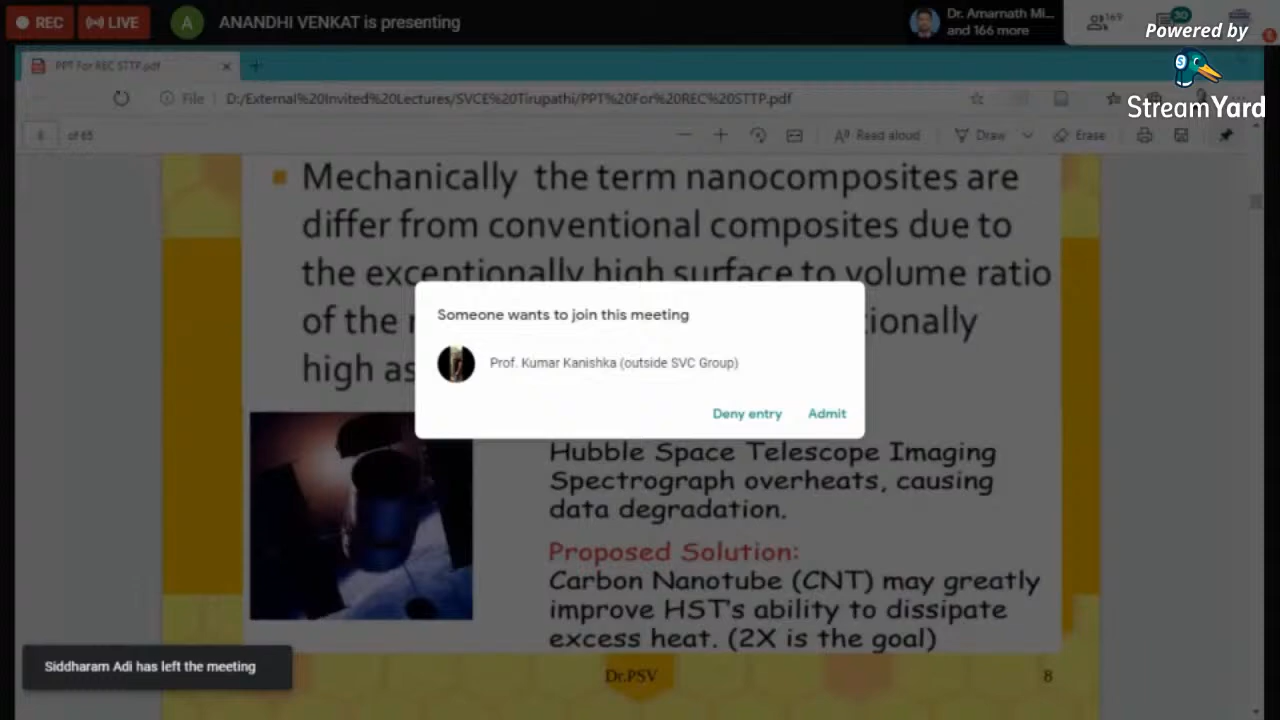 REC
LIVE
A
ANANDHI VENKAT is presenting
Dr. Amarnath Mi...
and 166 more
169
30
Powered by
StreamYard
PPT For REC STTP.pdf
File
D:/External%20Invited%20Lectures/SVCE%20Tirupathi/PPT%20For%20REC%20STTP.pdf
8 of 65
Read aloud
Draw
Erase
Mechanically the term nanocomposites are
differ from conventional composites due to
the exceptionally high surface to volume ratio
of the
high
Someone wants to join this meeting
Prof. Kumar Kanishka (outside SVC Group)
Deny entry
Admit
Hubble Space Telescope Imaging
Spectrograph overheats, causing
data degradation.
Proposed Solution:
Carbon Nanotube (CNT) may greatly
improve HST's ability to dissipate
excess heat. (2X is the goal)
Siddharam Adi has left the meeting
Dr.PSV
8